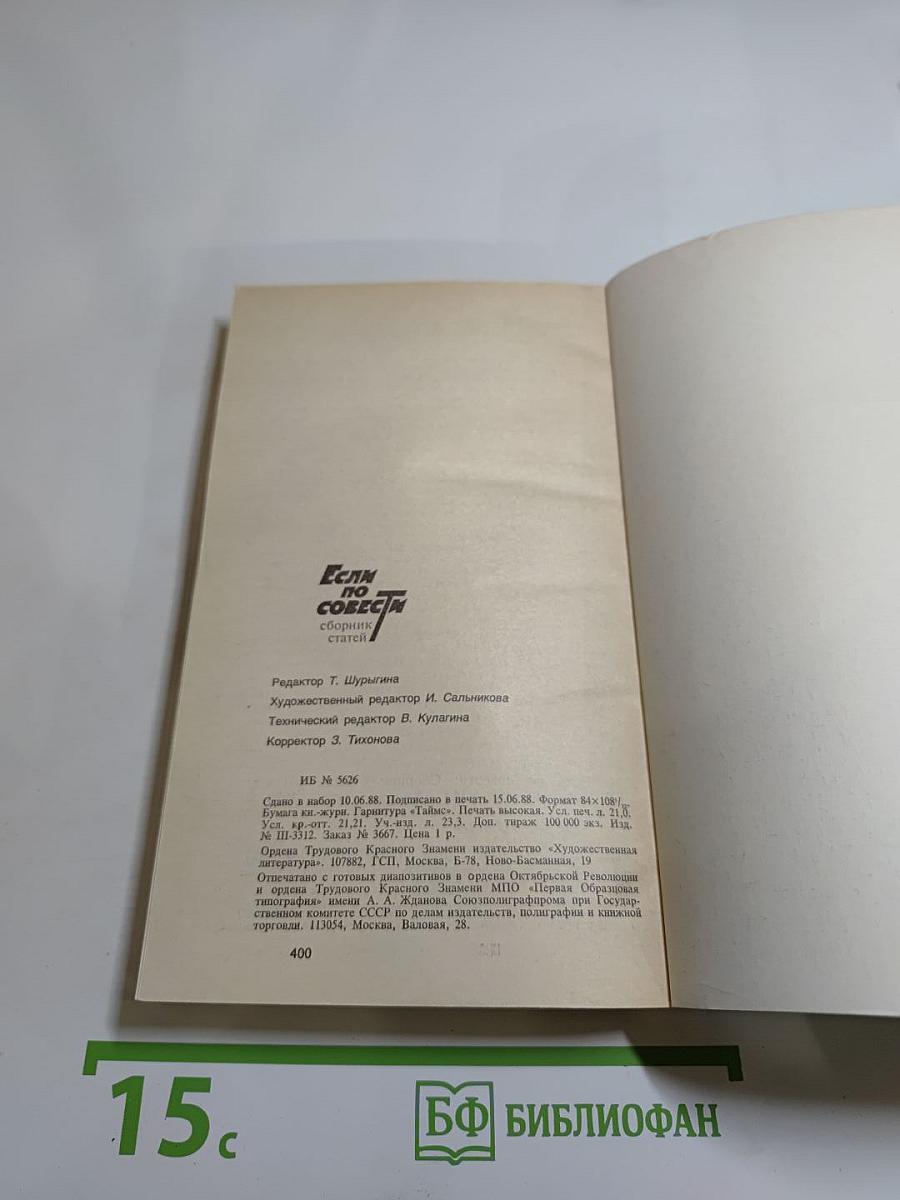 Если
по
совести
сборник
статей
Редактор Т. Шурыгина
Художественный редактор И. Сальникова
Технический редактор В. Кулагина
Корректор З. Тихонова
ИБ № 5626
Сдано в набор 10.06.88. Подписано в печать 15.06.88. Формат 84×108¹/
Бумага кн.-журн. Гарнитура «Таймс». Печать высокая. Усл. печ. л. 21,0.
Усл. кр.-отт. 21,21. Уч.-изд. л. 23,3. Доп. тираж 100 000 экз. Изд.
№ III-3312. Заказ № 3667. Цена 1 р.
Ордена Трудового Красного Знамени издательство «Художественная
литература». 107882, ГСП, Москва, Б-78, Ново-Басманная, 19
Отпечатано с готовых диапозитивов в ордена Октябрьской Революции
и ордена Трудового Красного Знамени МПО «Первая Образцовая
типография» имени А. А. Жданова Союзполиграфпрома при Государ-
ственном комитете СССР по делам издательств, полиграфии и книжной
торговли. 113054, Москва, Валовая, 28.
400
15 с
БФ БИБЛИОФАН